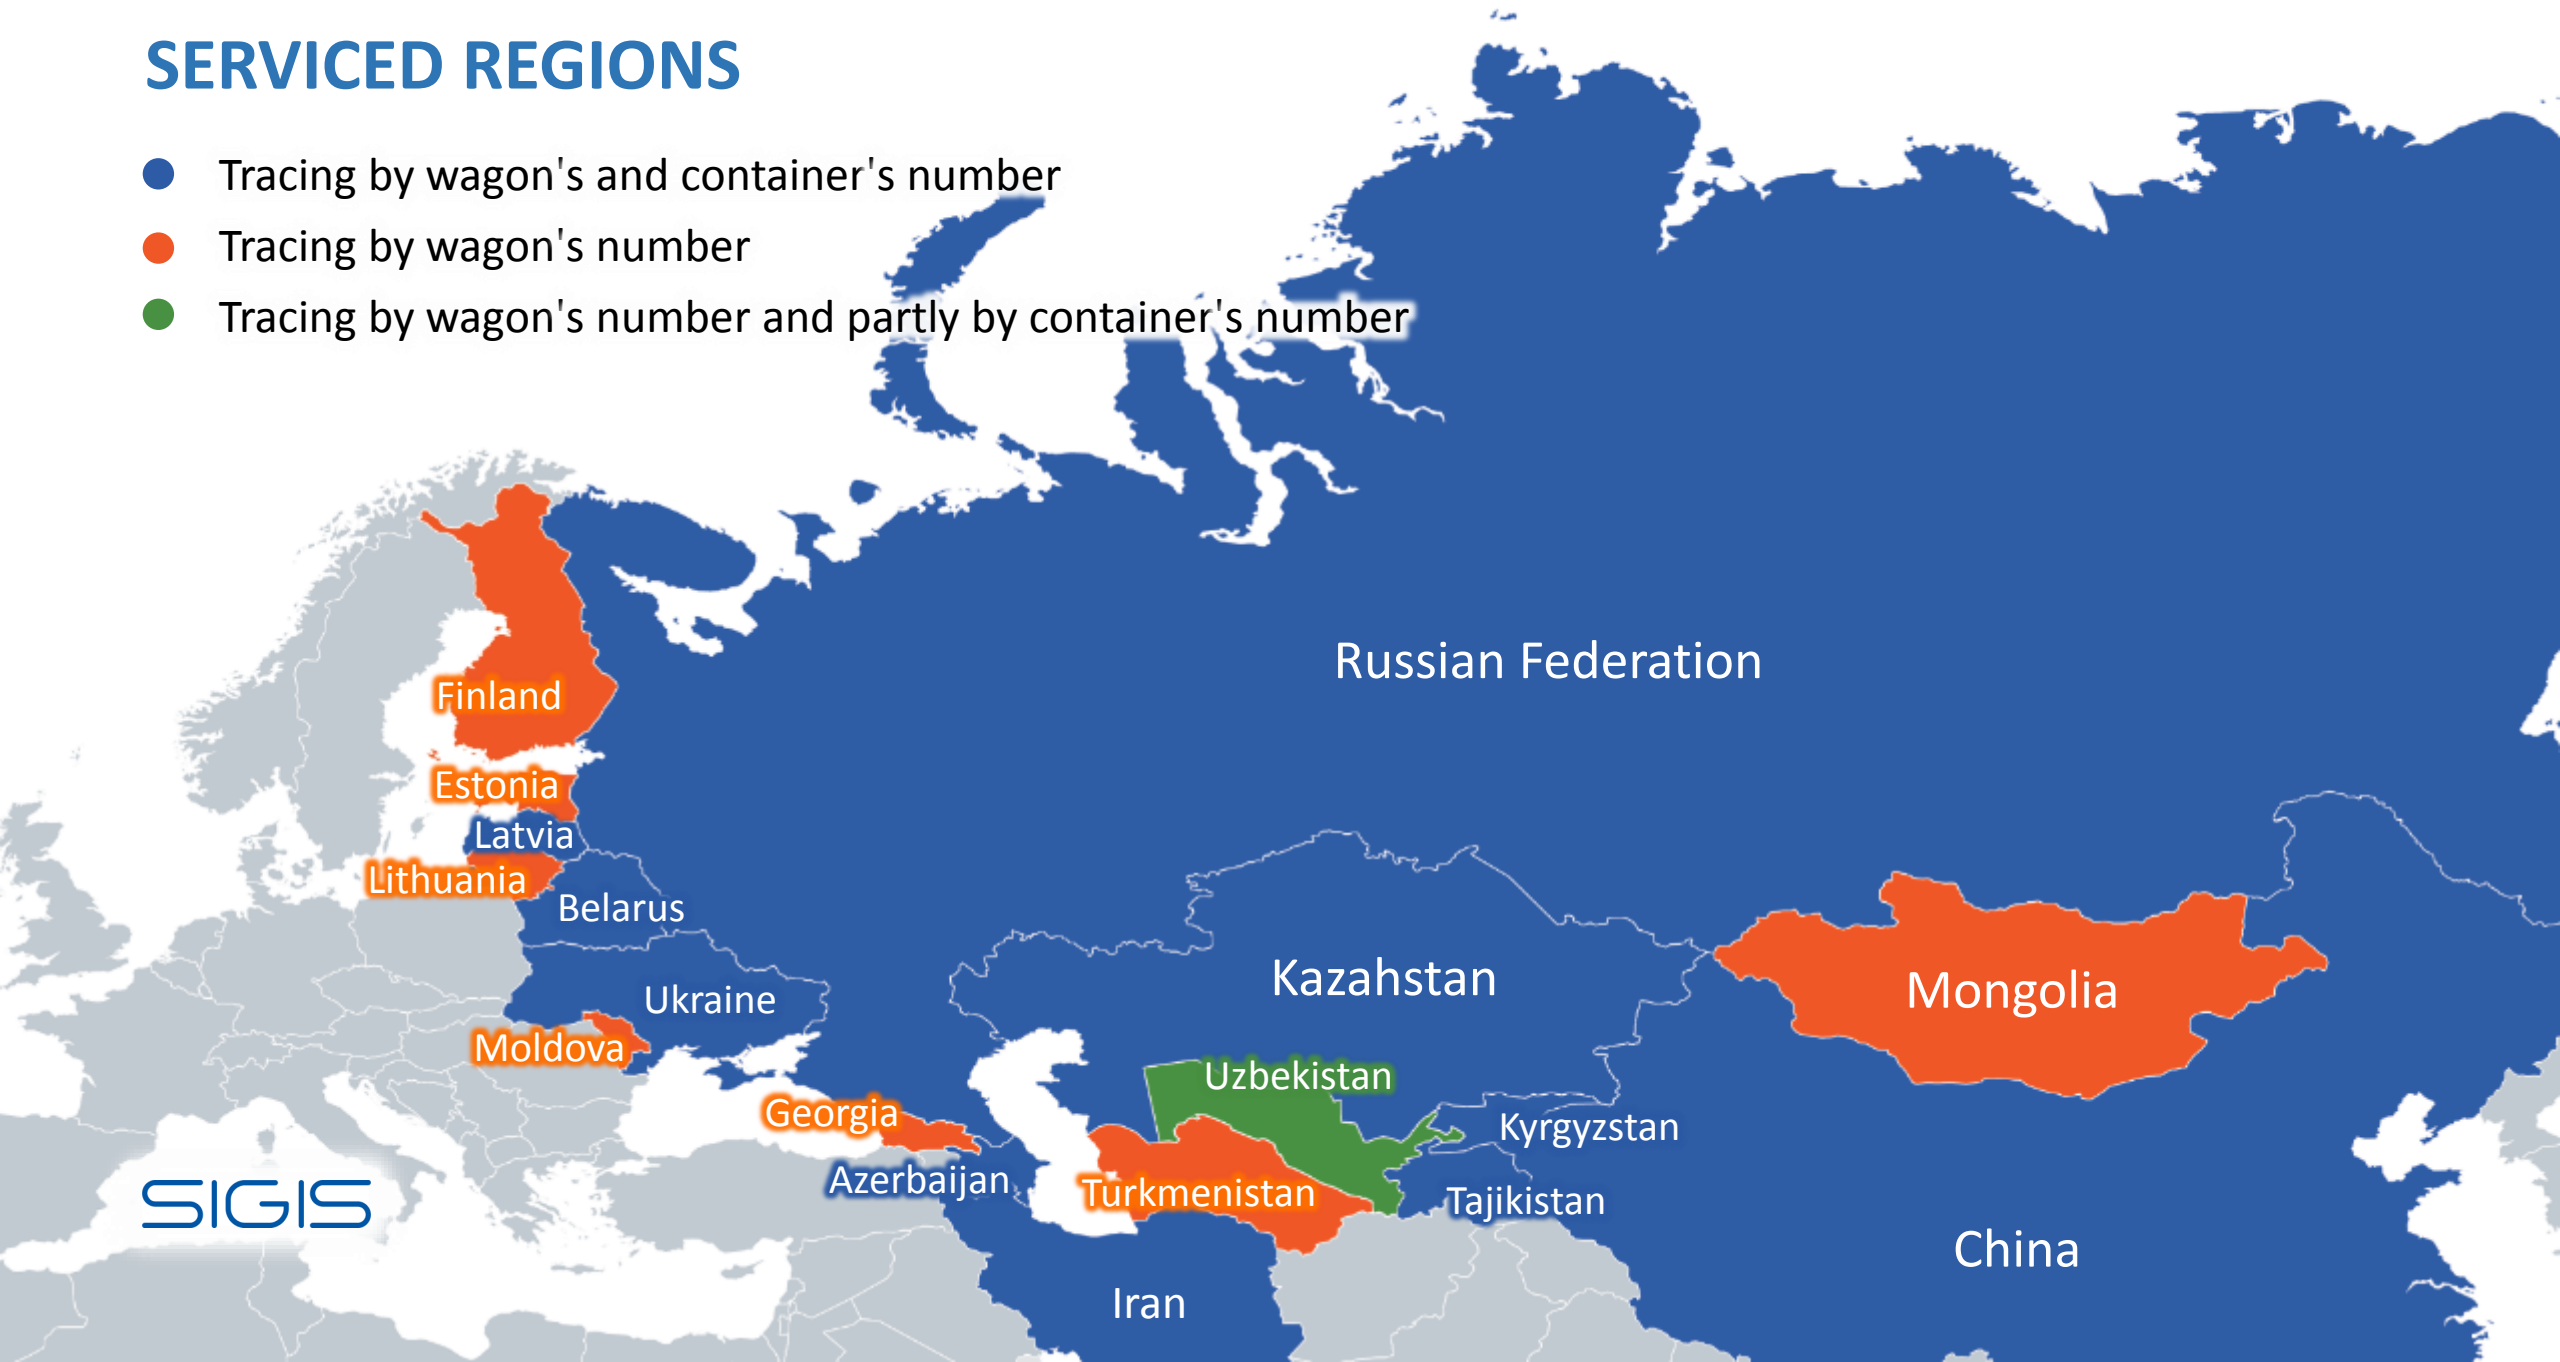 SERVICED REGIONS
Tracing by wagon's and container's number
Tracing by wagon's number
Tracing by wagon's number and partly by container's number
Russian Federation
Finland
Estonia
Latvia
Lithuania
Belarus
Ukraine
Kazahstan
Mongolia
Moldova
Uzbekistan
Georgia
Kyrgyzstan
Azerbaijan
Turkmenistan
Tajikistan
SIGIS
China
Iran